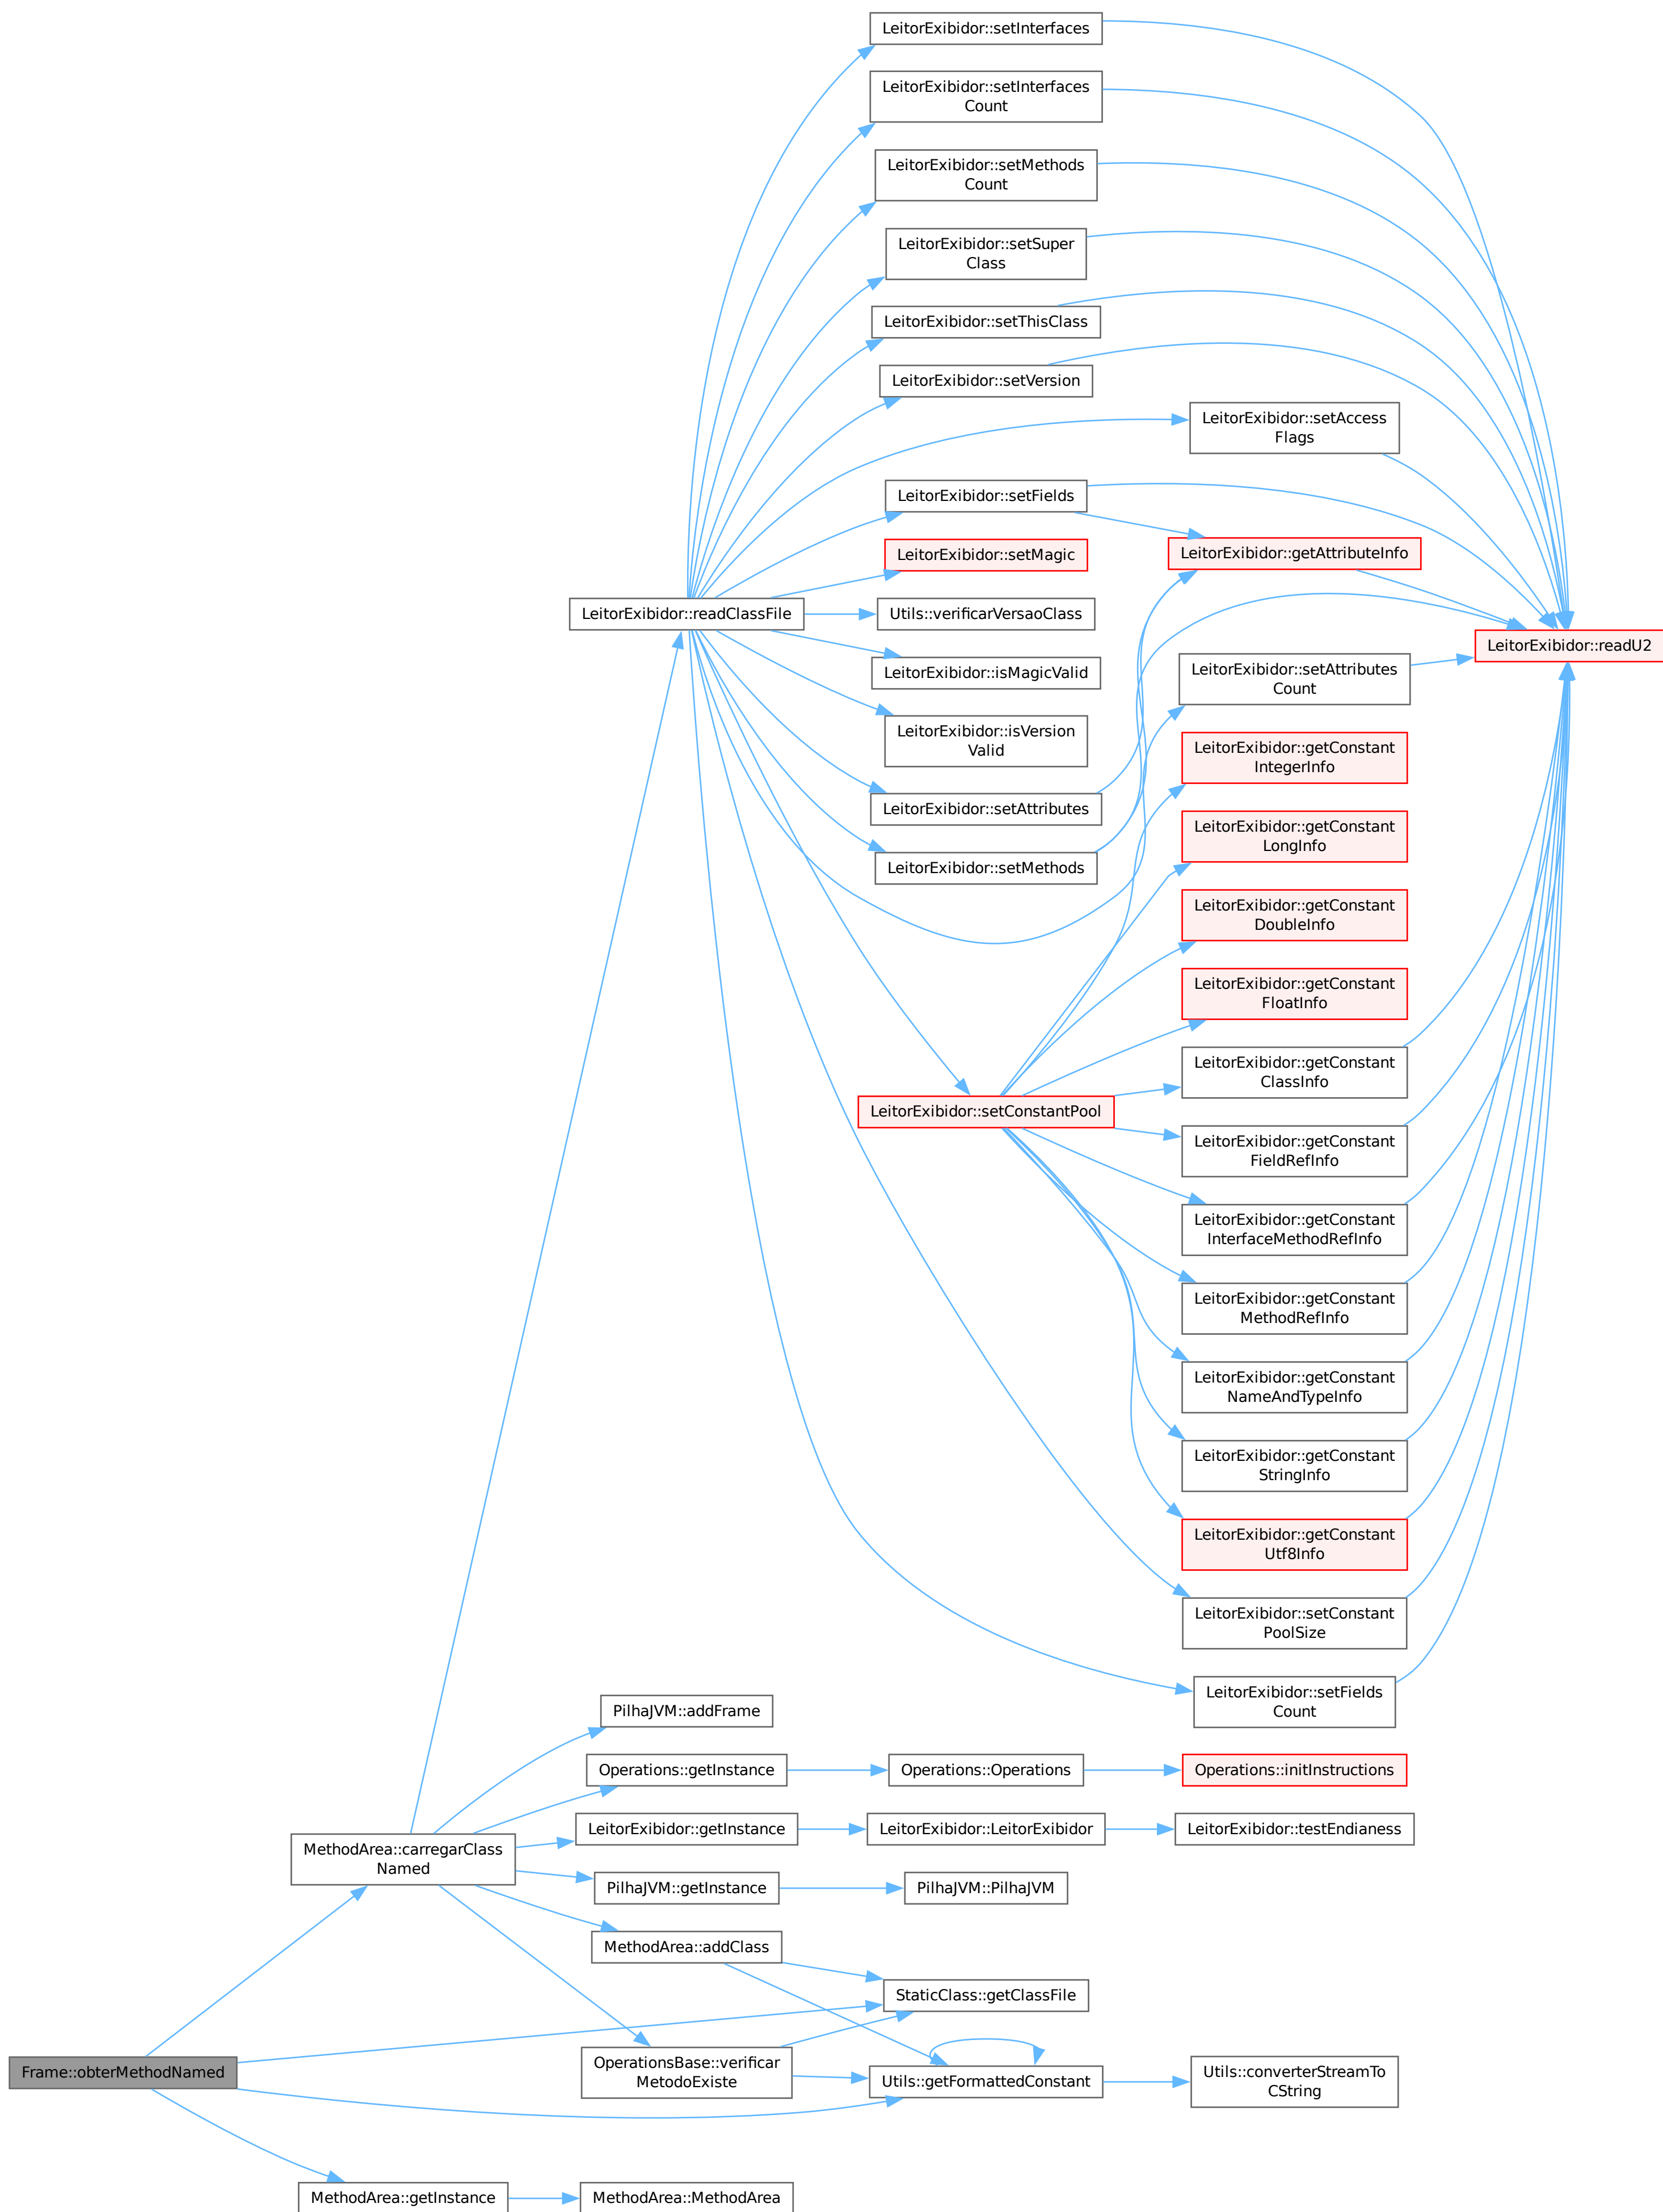 LeitorExibidor::setInterfaces
LeitorExibidor::setInterfaces
Count
LeitorExibidor::setMethods
Count
LeitorExibidor::setSuper
Class
LeitorExibidor::setThisClass
LeitorExibidor::setVersion
LeitorExibidor::setAccess
Flags
LeitorExibidor::setFields
LeitorExibidor::setMagic
LeitorExibidor::getAttributeInfo
LeitorExibidor::readClassFile
Utils::verificarVersaoClass
LeitorExibidor::readU2
LeitorExibidor::isMagicValid
LeitorExibidor::setAttributes
Count
LeitorExibidor::isVersion
Valid
LeitorExibidor::getConstant
IntegerInfo
LeitorExibidor::setAttributes
LeitorExibidor::getConstant
LongInfo
LeitorExibidor::setMethods
LeitorExibidor::getConstant
DoubleInfo
LeitorExibidor::getConstant
FloatInfo
LeitorExibidor::getConstant
ClassInfo
LeitorExibidor::setConstantPool
LeitorExibidor::getConstant
FieldRefInfo
LeitorExibidor::getConstant
InterfaceMethodRefInfo
LeitorExibidor::getConstant
MethodRefInfo
LeitorExibidor::getConstant
NameAndTypeInfo
LeitorExibidor::getConstant
StringInfo
LeitorExibidor::getConstant
Utf8Info
LeitorExibidor::setConstant
PoolSize
LeitorExibidor::setFields
Count
PilhaJVM::addFrame
Operations::getInstance
Operations::Operations
Operations::initInstructions
LeitorExibidor::getInstance
LeitorExibidor::LeitorExibidor
LeitorExibidor::testEndianess
MethodArea::carregarClass
Named
PilhaJVM::getInstance
PilhaJVM::PilhaJVM
MethodArea::addClass
StaticClass::getClassFile
Frame::obterMethodNamed
OperationsBase::verificar
MetodoExiste
Utils::getFormattedConstant
Utils::converterStreamTo
CString
MethodArea::getInstance
MethodArea::MethodArea